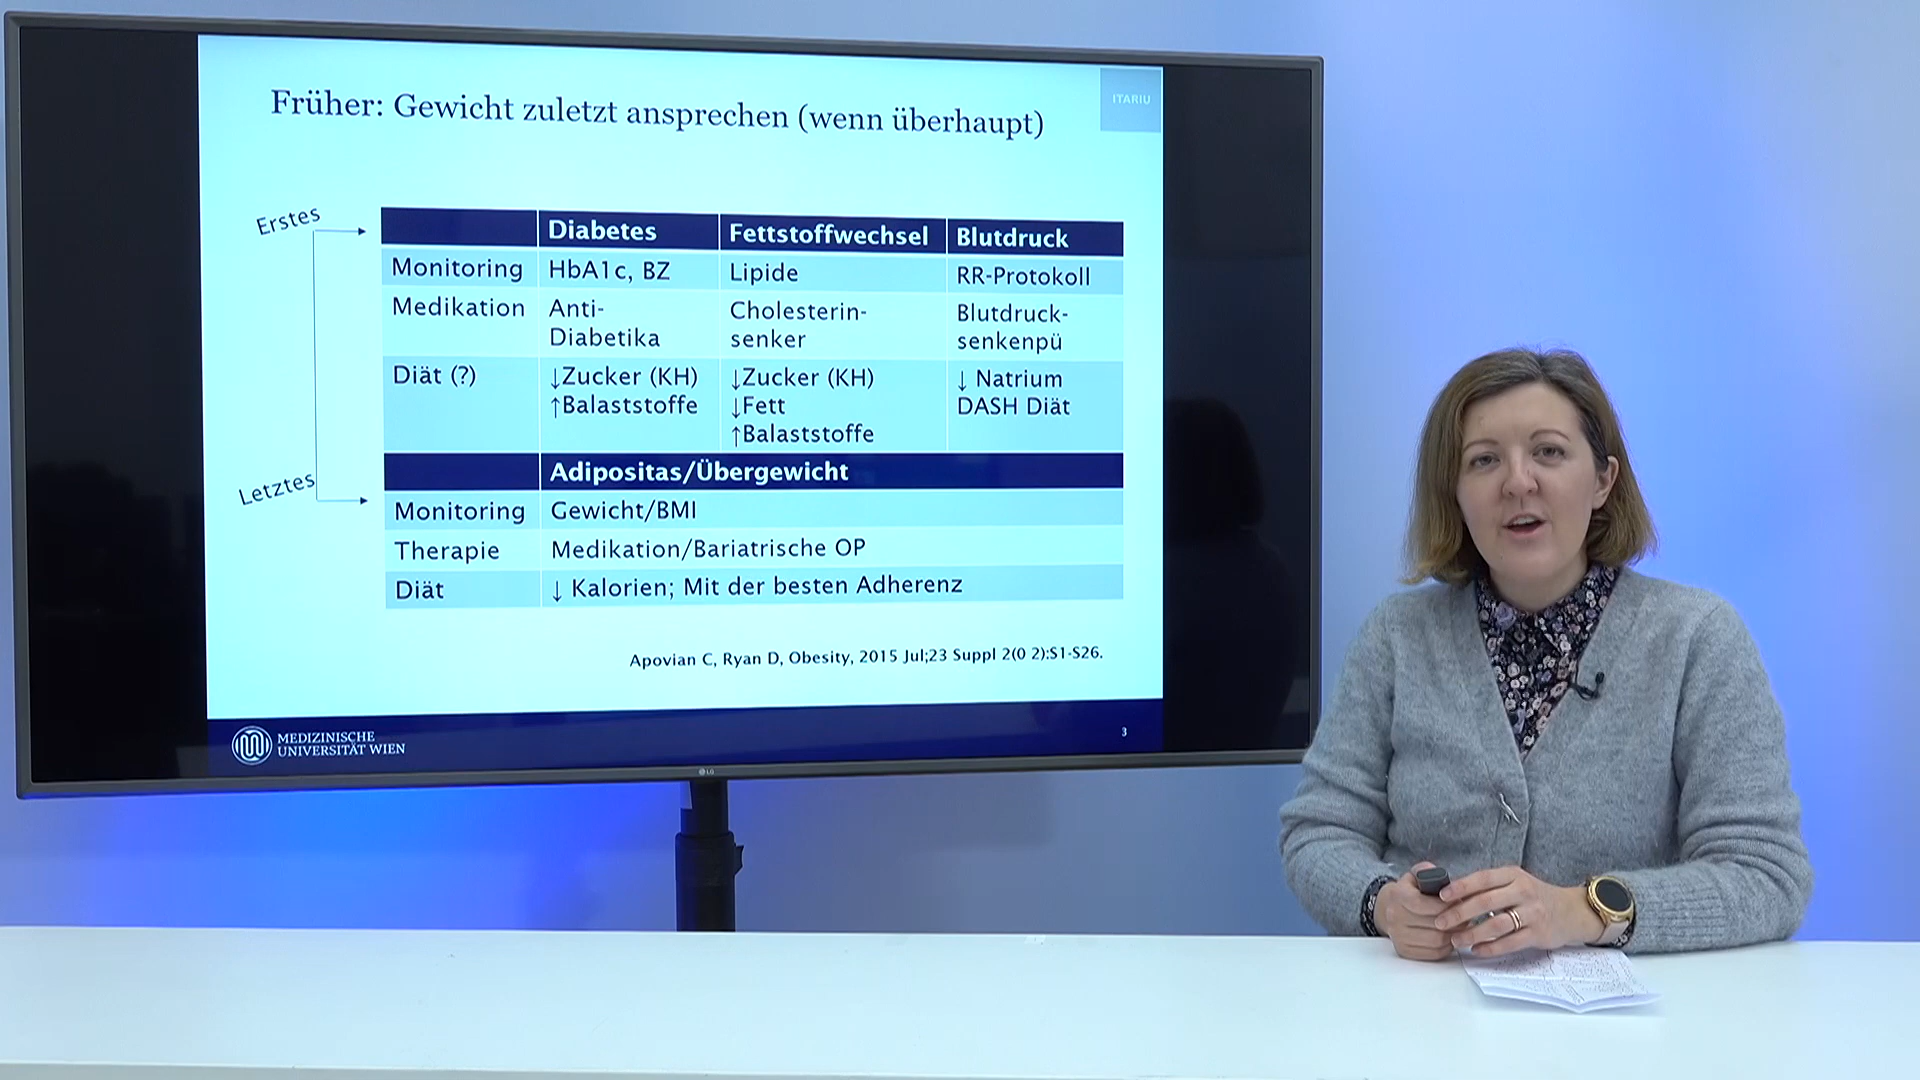 Früher: Gewicht zuletzt ansprechen (wenn überhaupt)
ITARIU
Erstes
Diabetes Fettstoffwechsel Blutdruck
Monitoring HbA1c, BZ Lipide RR-Protokoll
Medikation Anti-Diabetika Cholesterin-senker Blutdruck-senkenpü
Diät (?) ↓Zucker (KH) ↓Zucker (KH) ↓ Natrium
↑Balaststoffe ↓Fett DASH Diät
↑Balaststoffe
Letztes
Adipositas/Übergewicht
Monitoring Gewicht/BMI
Therapie Medikation/Bariatrische OP
Diät ↓ Kalorien; Mit der besten Adherenz
Apovian C, Ryan D, Obesity, 2015 Jul;23 Suppl 2(0 2):S1-S26.
MEDIZINISCHE
UNIVERSITÄT WIEN
3
LG